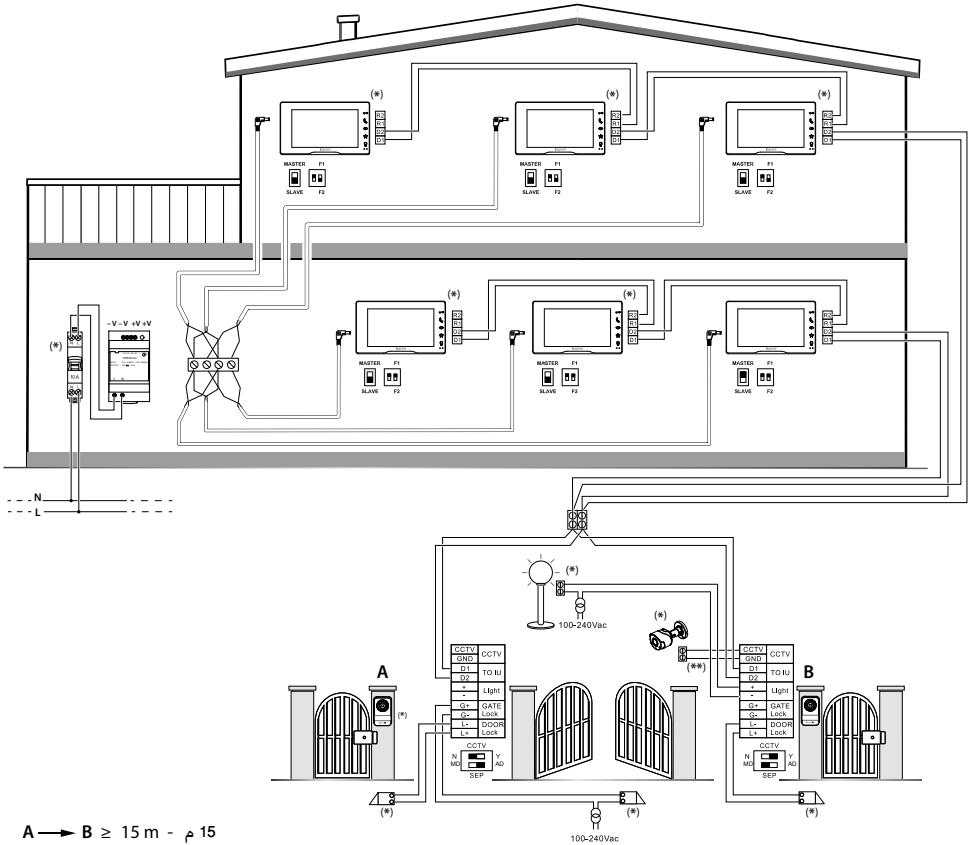 (*) (*) (*)
R2 R2 R2
R1 R1 R1
D2 D2 D2
D1 D1 D1
MASTER F1 MASTER F1 MASTER F1
SLAVE F2 SLAVE F2 SLAVE F2
(*) (*)
–V –V +V +V
(*)
10 A
R2 R2 R2
R1 R1 R1
D2 D2 D2
D1 D1 D1
MASTER F1 MASTER F1 MASTER F1
SLAVE F2 SLAVE F2 SLAVE F2
N
L
(*)
100-240Vac
(*)
(**)
A
CCTV CCTV
GND
D1 TO IU
D2
+ Light
-
G+ GATE
G- Lock
L- DOOR
L+ Lock
CCTV
N Y
MD AD
SEP
(*)
CCTV CCTV
GND
D1 TO IU
D2
+ Light
-
G+ GATE
G- Lock
L- DOOR
L+ Lock
CCTV
N Y
MD AD
SEP
B
(*) (*) (*)
100-240Vac
A B ≥ 15 m - 15 م